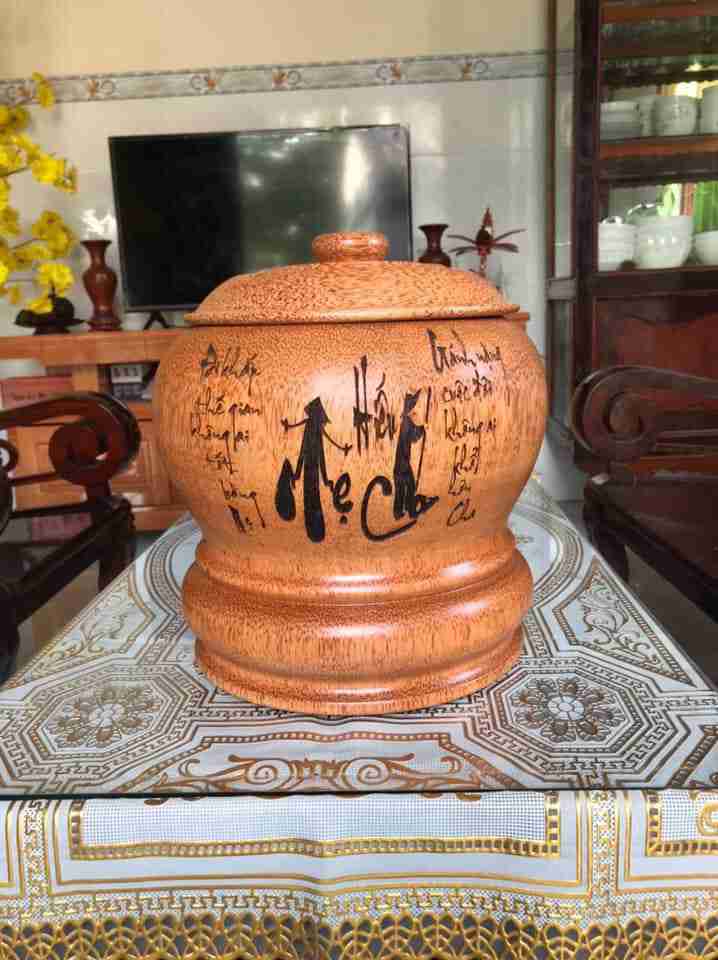 Đi khắp
thế gian
không ai
tốt
bằng
Mẹ
Hiếu
Mẹ Cha
Gánh nặng
cuộc đời
không ai
khổ
bằng
Cha